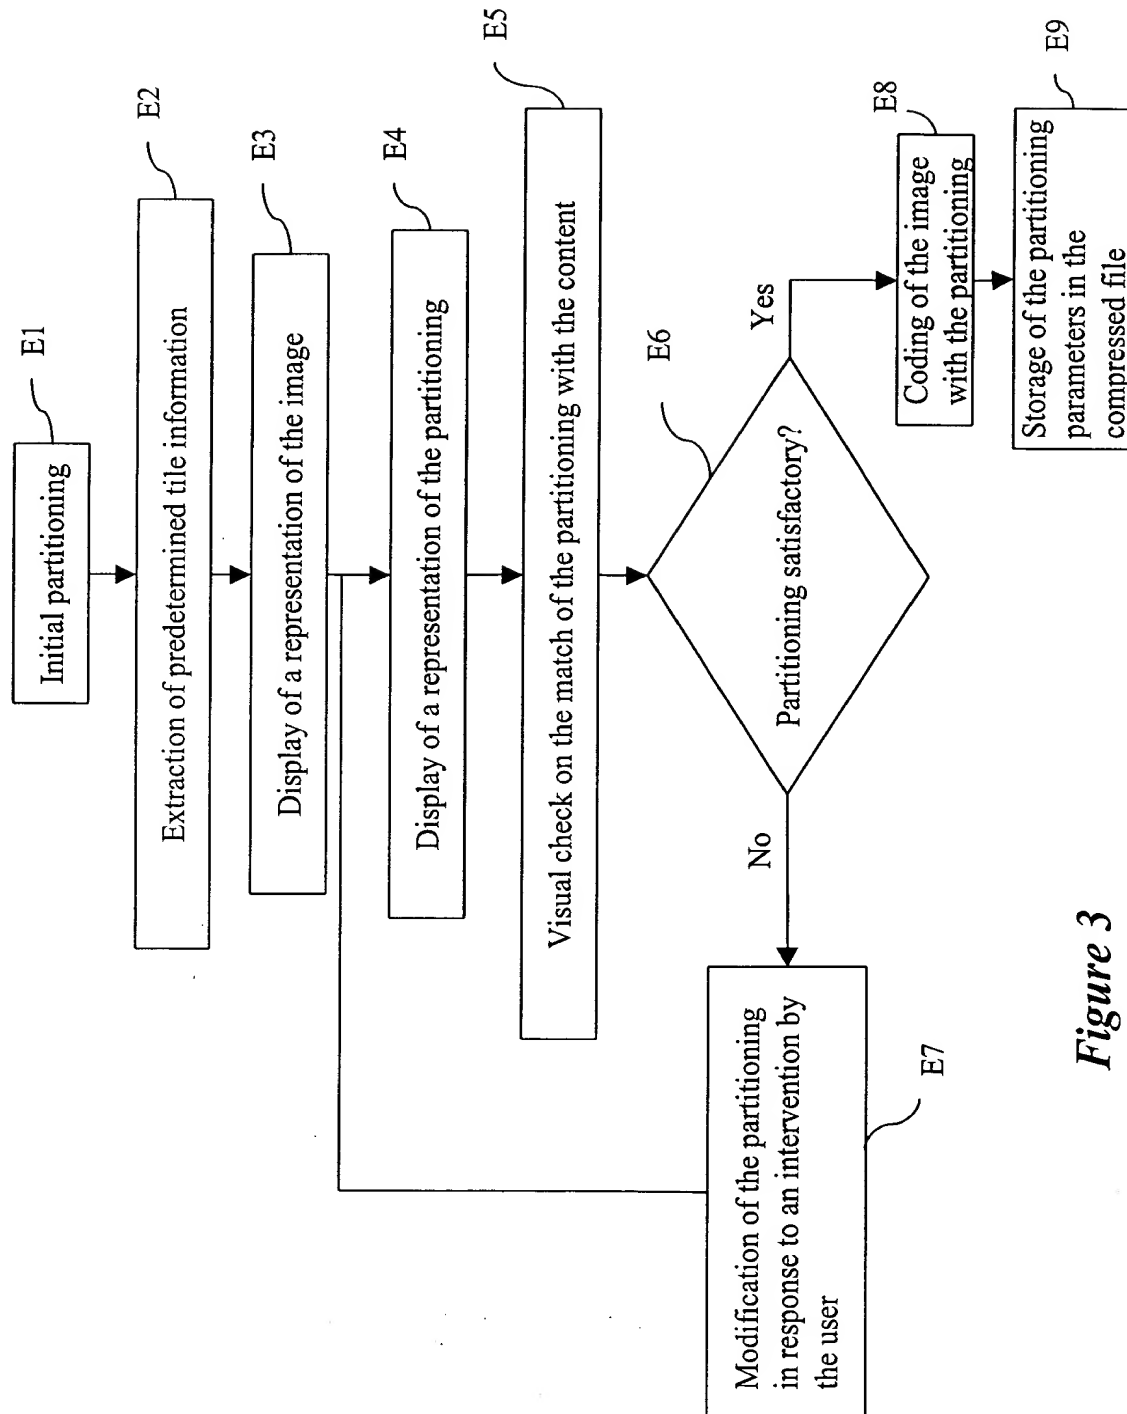 E1
Initial partitioning
E2
Extraction of predetermined tile information
E3
Display of a representation of the image
E4
Display of a representation of the partitioning
E5
Visual check on the match of the partitioning with the content
E6
Partitioning satisfactory?
Yes
No
E8
Coding of the image
with the partitioning
E9
Storage of the partitioning
parameters in the
compressed file
Modification of the partitioning
in response to an intervention by
the user
E7
Figure 3